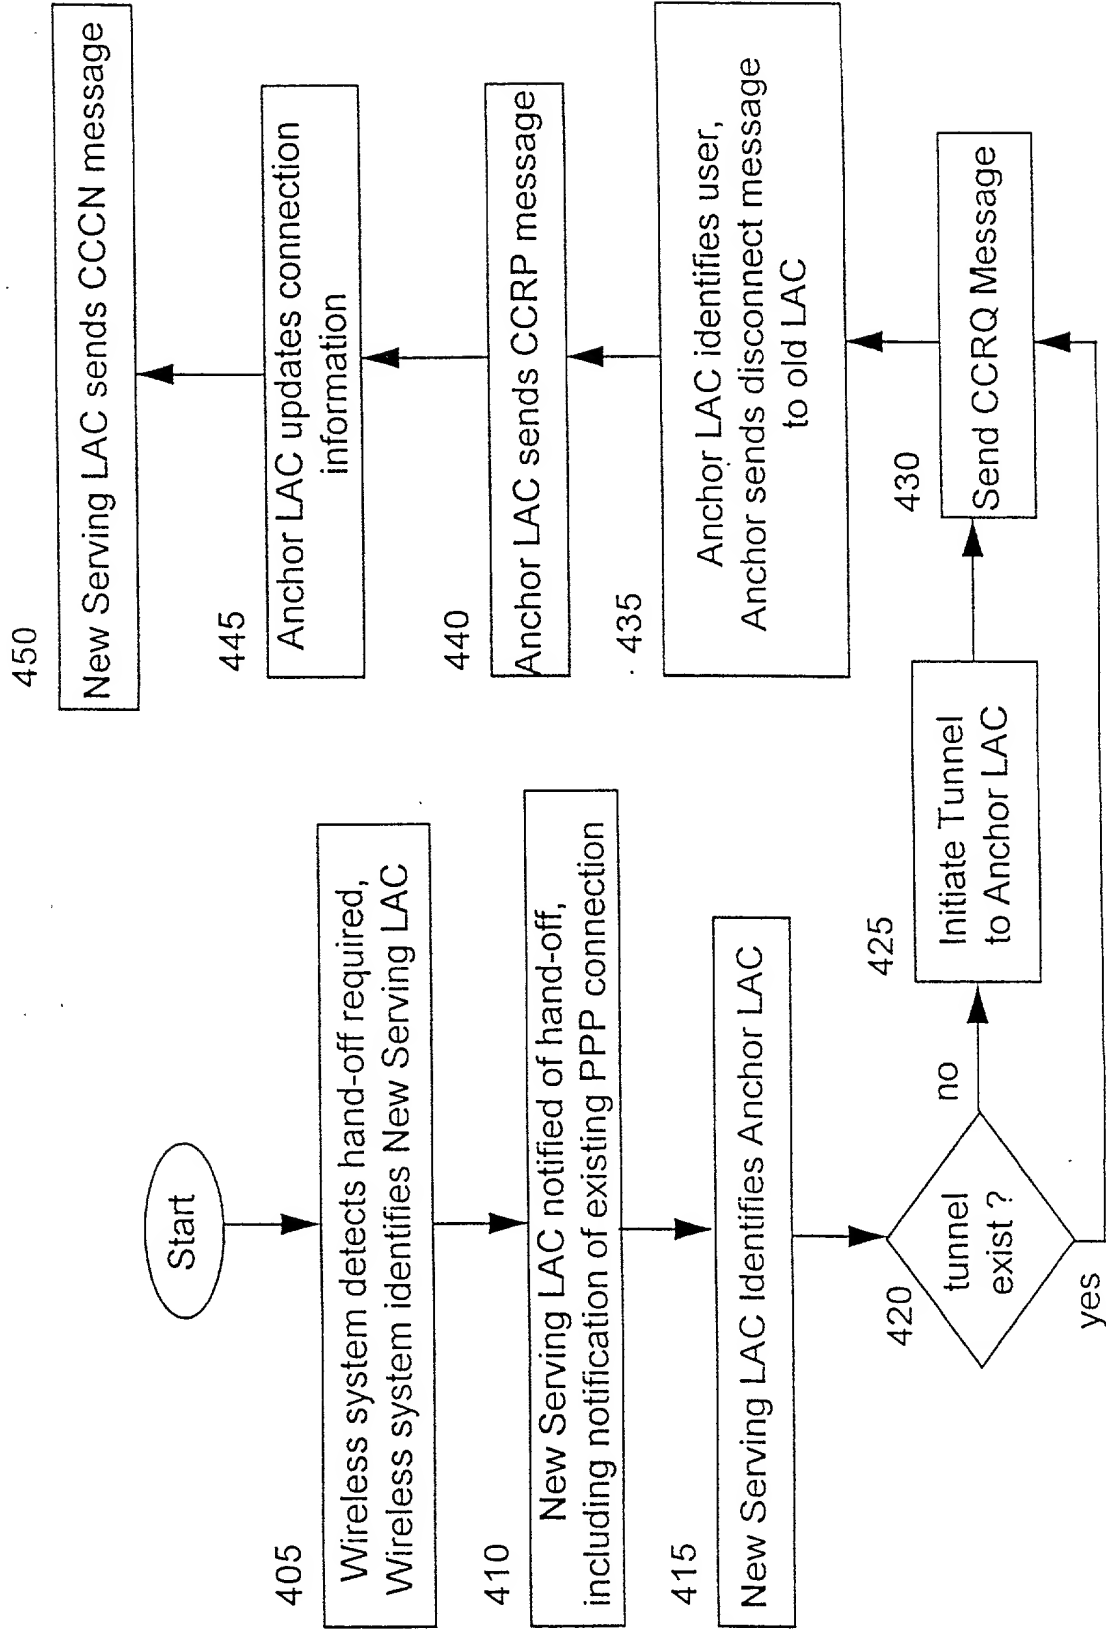 Start
405
Wireless system detects hand-off required,
Wireless system identifies New Serving LAC
410
New Serving LAC notified of hand-off,
including notification of existing PPP connection
415
New Serving LAC Identifies Anchor LAC
420
tunnel
exist ?
no
yes
425
Initiate Tunnel
to Anchor LAC
430
Send CCRQ Message
435
Anchor LAC identifies user,
Anchor sends disconnect message
to old LAC
440
Anchor LAC sends CCRP message
445
Anchor LAC updates connection
information
450
New Serving LAC sends CCCN message